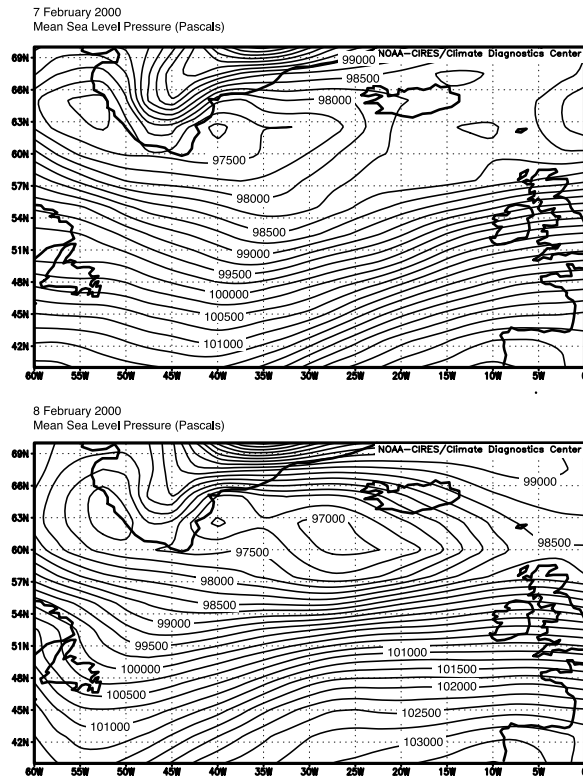 7 February 2000
Mean Sea Level Pressure (Pascals)
NOAA–CIRES/Climate Diagnostics Center
69N
99000
98500
66N
98000
63N
60N
97500
57N
98000
54N
98500
51N
99000
99500
48N
100000
45N
100500
42N
101000
60W 55W 50W 45W 40W 35W 30W 25W 20W 15W 10W 5W 0
8 February 2000
Mean Sea Level Pressure (Pascals)
NOAA–CIRES/Climate Diagnostics Center
69N
99000
66N
63N
97000
98500
60N
97500
57N
98000
98500
54N
99000
51N
99500
101000
100000
101500
48N
100500
102000
45N
101000
102500
42N
103000
60W 55W 50W 45W 40W 35W 30W 25W 20W 15W 10W 5W